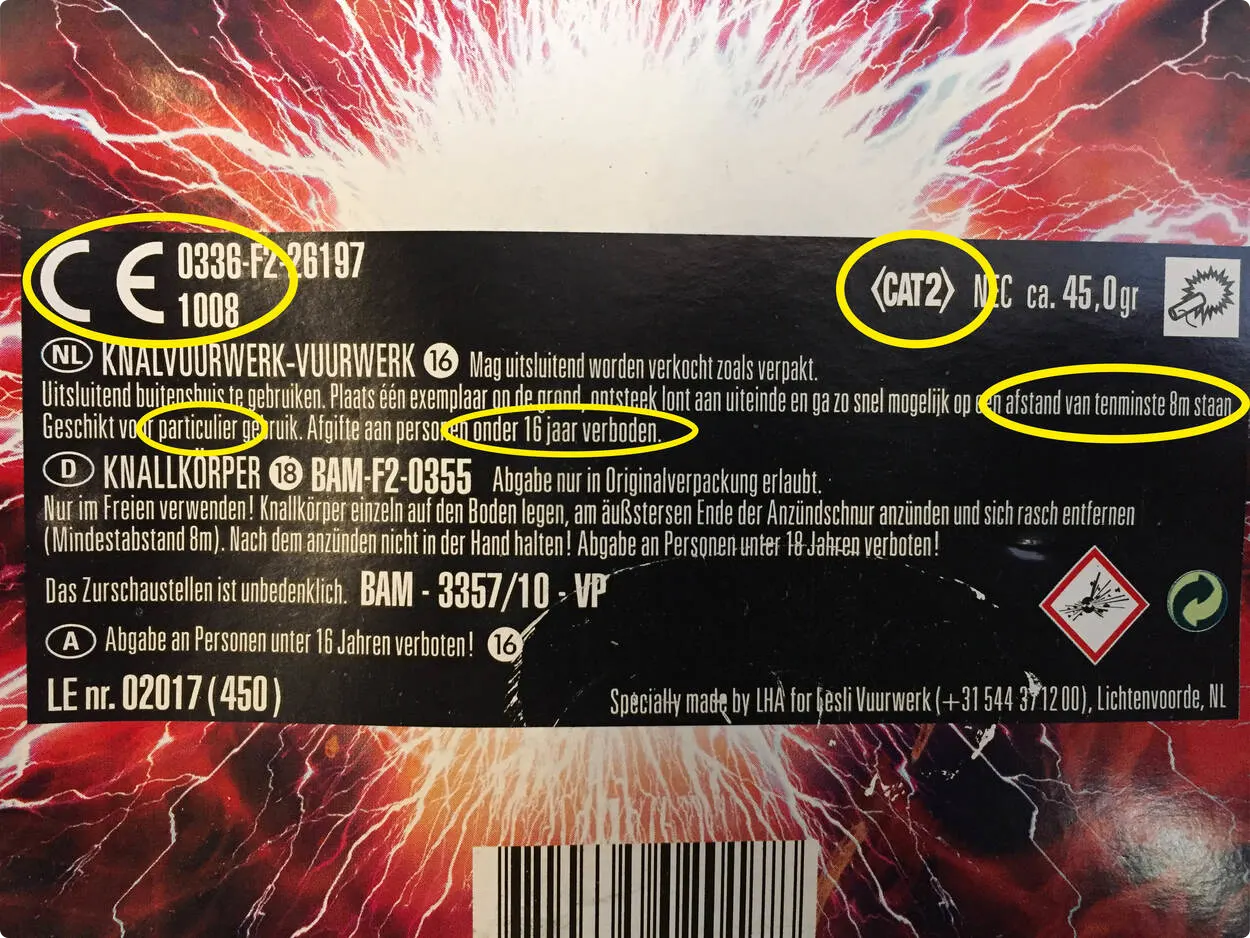 CE 0336-F2-26197
1008
⟨CAT2⟩ NEC ca. 45,0gr
NL KNALVUURWERK-VUURWERK 16 Mag uitsluitend worden verkocht zoals verpakt.
Uitsluitend buitenshuis te gebruiken. Plaats één exemplaar op de grond, ontsteek lont aan uiteinde en ga zo snel mogelijk op een afstand van tenminste 8m staan.
Geschikt voor particulier gebruik. Afgifte aan personen onder 16 jaar verboden.
D KNALLKÖRPER 18 BAM-F2-0355 Abgabe nur in Originalverpackung erlaubt.
Nur im Freien verwenden! Knallkörper einzeln auf den Boden legen, am äußstersen Ende der Anzündschnur anzünden und sich rasch entfernen
(Mindestabstand 8m). Nach dem anzünden nicht in der Hand halten! Abgabe an Personen unter 18 Jahren verboten!
Das Zurschaustellen ist unbedenklich. BAM - 3357/10 - VP
A Abgabe an Personen unter 16 Jahren verboten! 16
LE nr. 02017 (450)
Specially made by LHA for Lesli Vuurwerk (+31 544 37 12 00), Lichtenvoorde, NL